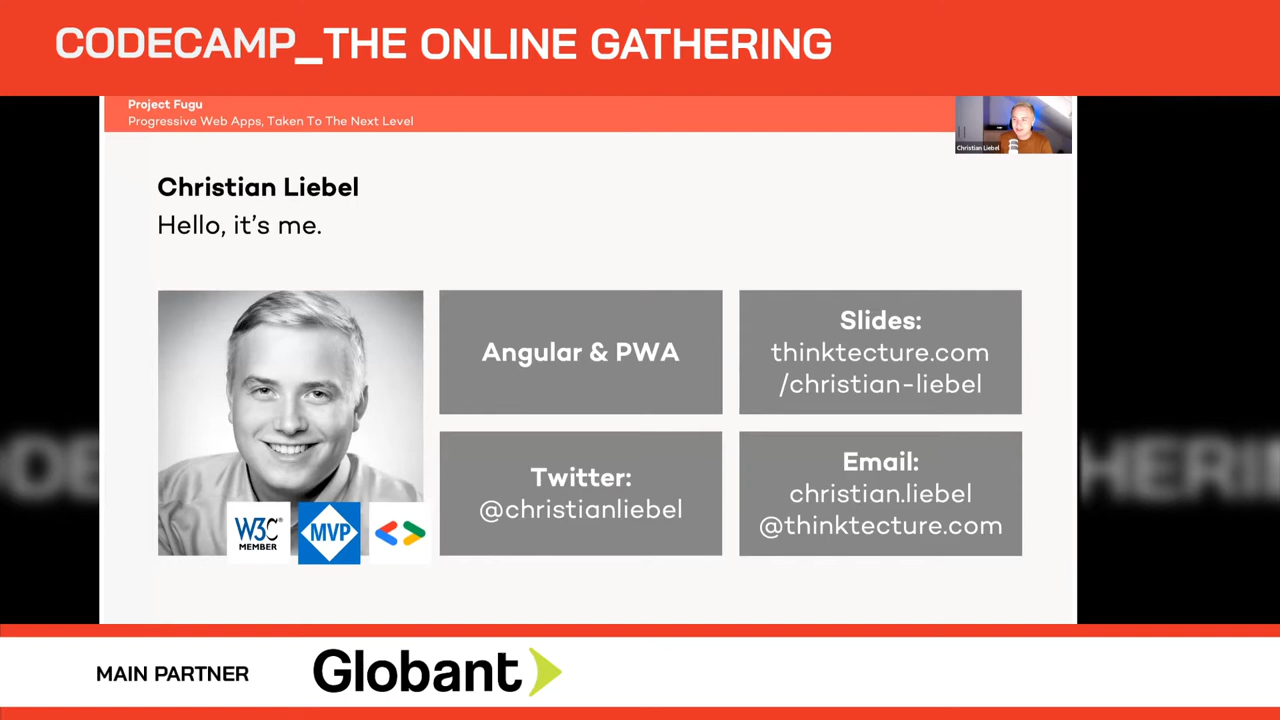 CODECAMP_THE ONLINE GATHERING
Project Fugu
Progressive Web Apps, Taken To The Next Level
Christian Liebel
Christian Liebel
Hello, it's me.
Angular & PWA
Slides:
thinktecture.com
/christian-liebel
W3C®
MEMBER
MVP
Twitter:
@christianliebel
Email:
christian.liebel
@thinktecture.com
MAIN PARTNER
Globant